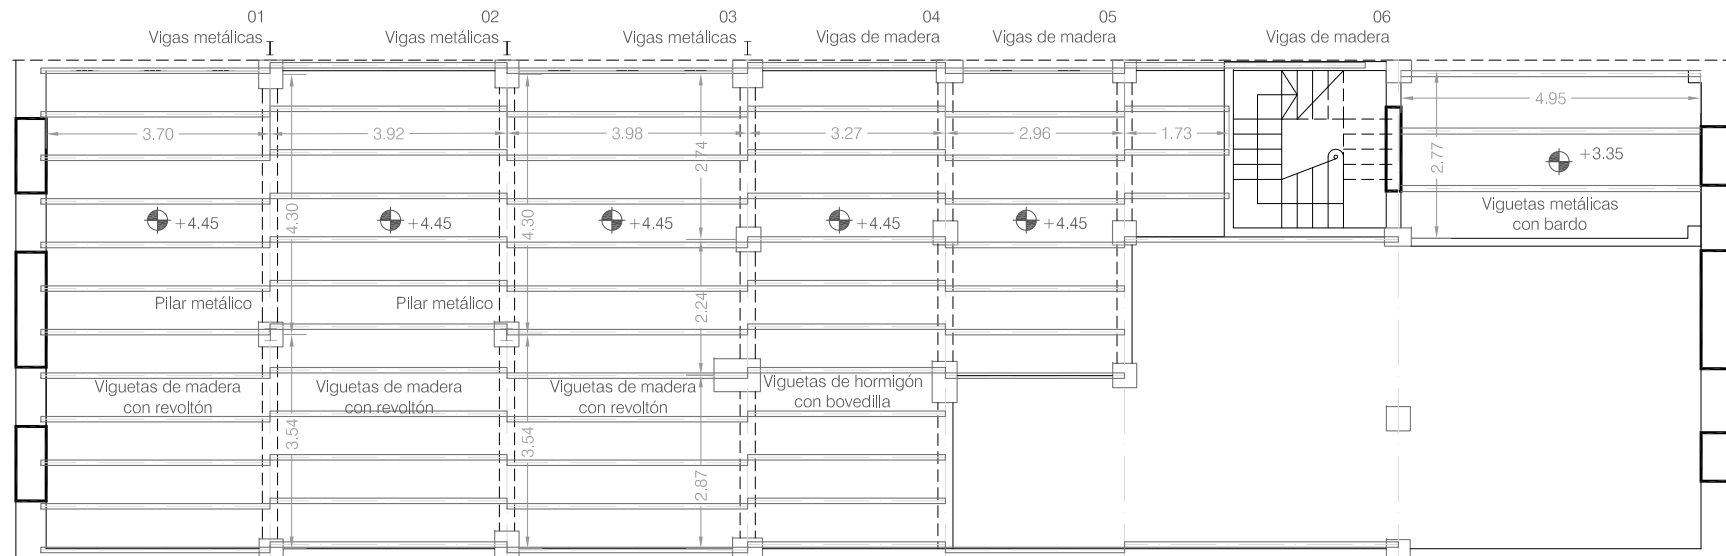 01
02
03
04
05
06
Vigas metálicas
Vigas metálicas
Vigas metálicas
Vigas de madera
Vigas de madera
Vigas de madera
3.70
3.92
3.98
3.27
2.96
1.73
4.95
2.74
2.77
+3.35
4.30
4.30
+4.45
+4.45
+4.45
+4.45
+4.45
Viguetas metálicas
con bardo
Pilar metálico
Pilar metálico
2.24
Viguetas de madera
con revoltón
Viguetas de madera
con revoltón
Viguetas de madera
con revoltón
Viguetas de hormigón
con bovedilla
3.54
3.54
2.87